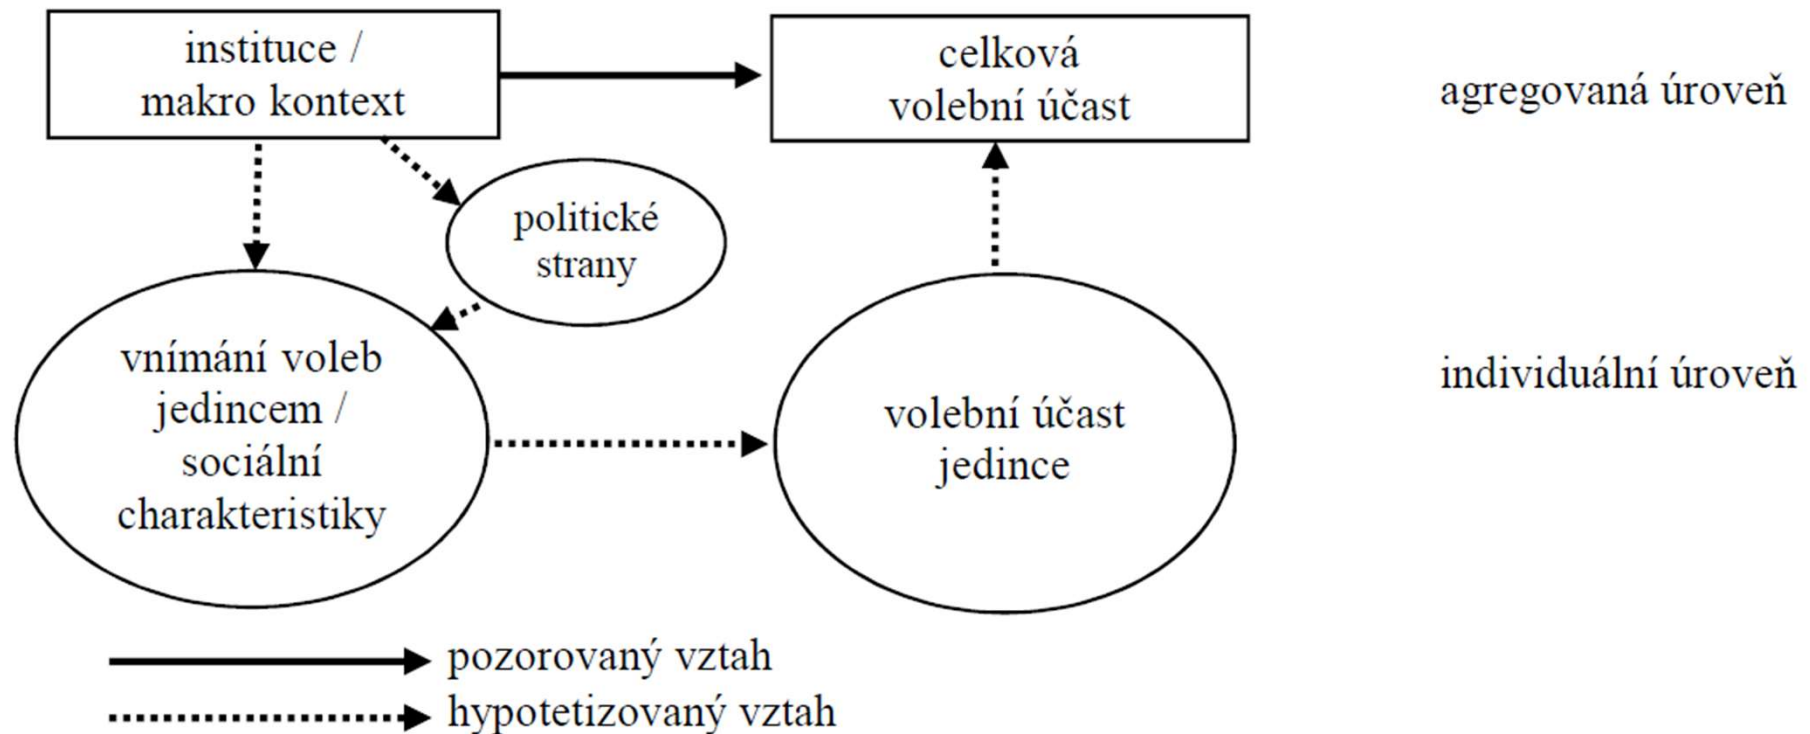 instituce /
makro kontext
celková
volební účast
agregovaná úroveň
politické
strany
vnímání voleb
jedincem /
sociální
charakteristiky
volební účast
jedince
individuální úroveň
pozorovaný vztah
hypotetizovaný vztah